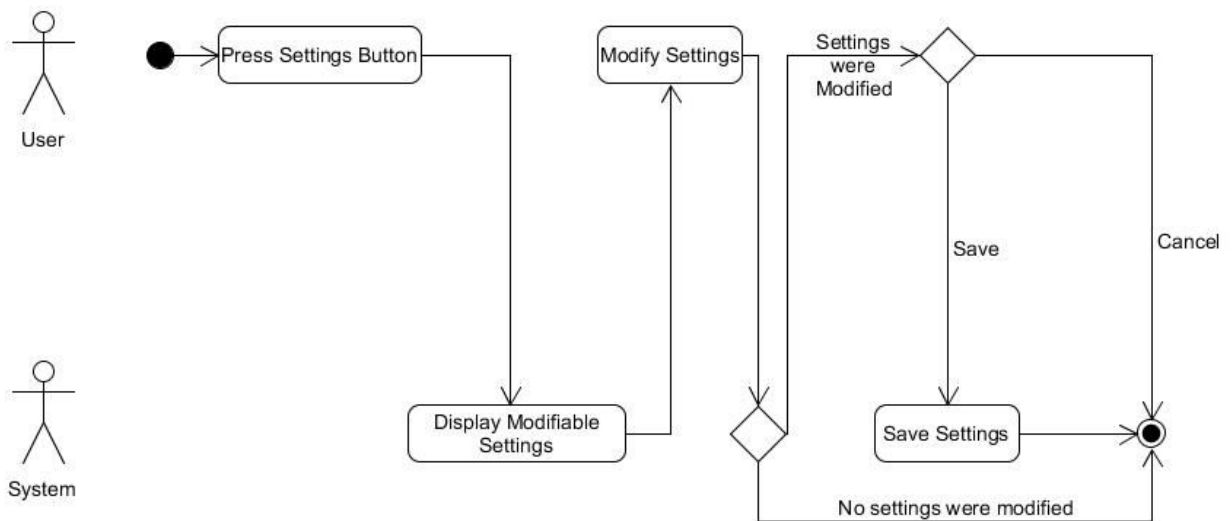 Press Settings Button
Modify Settings
Settings
were
Modified
User
Save
Cancel
Display Modifiable
Settings
Save Settings
System
No settings were modified